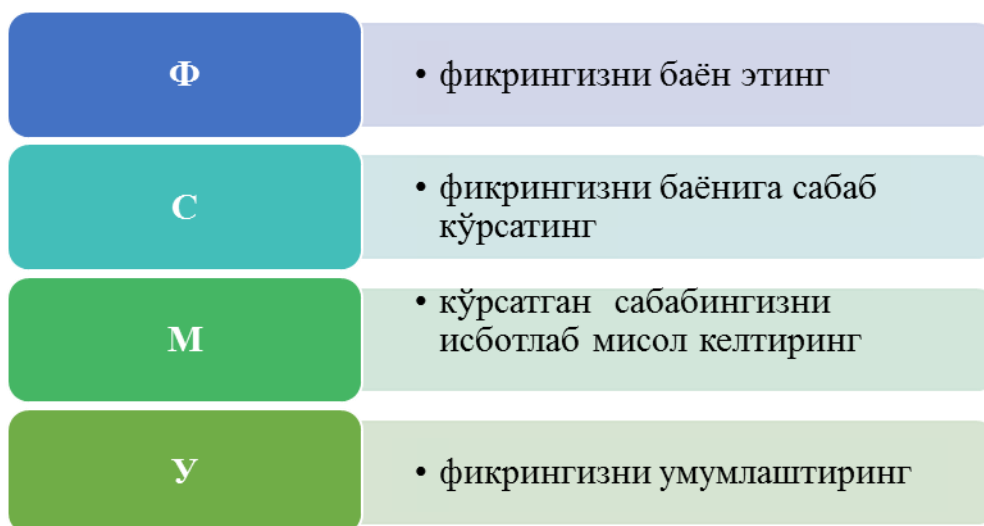 Ф
• фикрингизни баён этинг
С
• фикрингизни баёнига сабаб
кўрсатинг
М
• кўрсатган сабабингизни
исботлаб мисол келтиринг
У
• фикрингизни умумлаштиринг